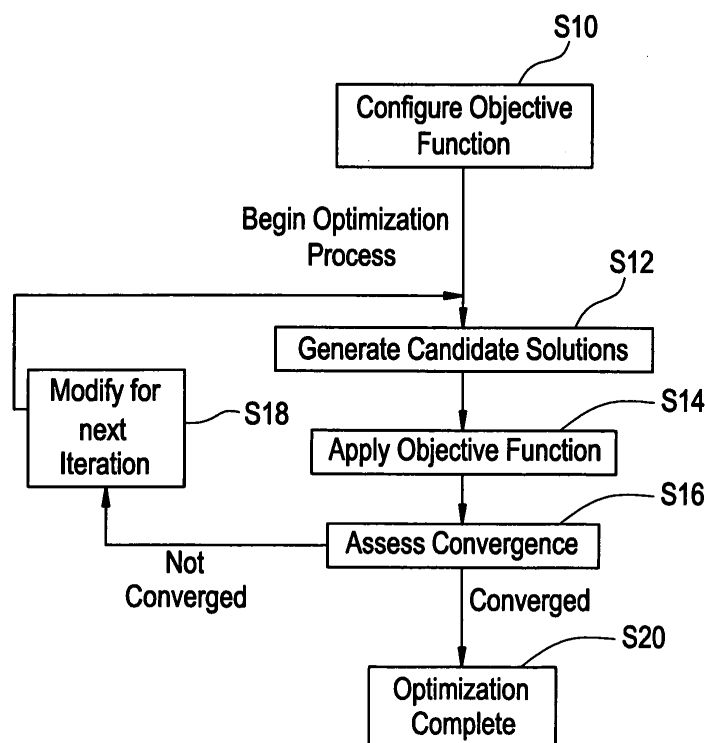 S10
Configure Objective
Function
Begin Optimization
Process
S12
Generate Candidate Solutions
Modify for
next
Iteration
S18
S14
Apply Objective Function
S16
Assess Convergence
Not
Converged
Converged
S20
Optimization
Complete